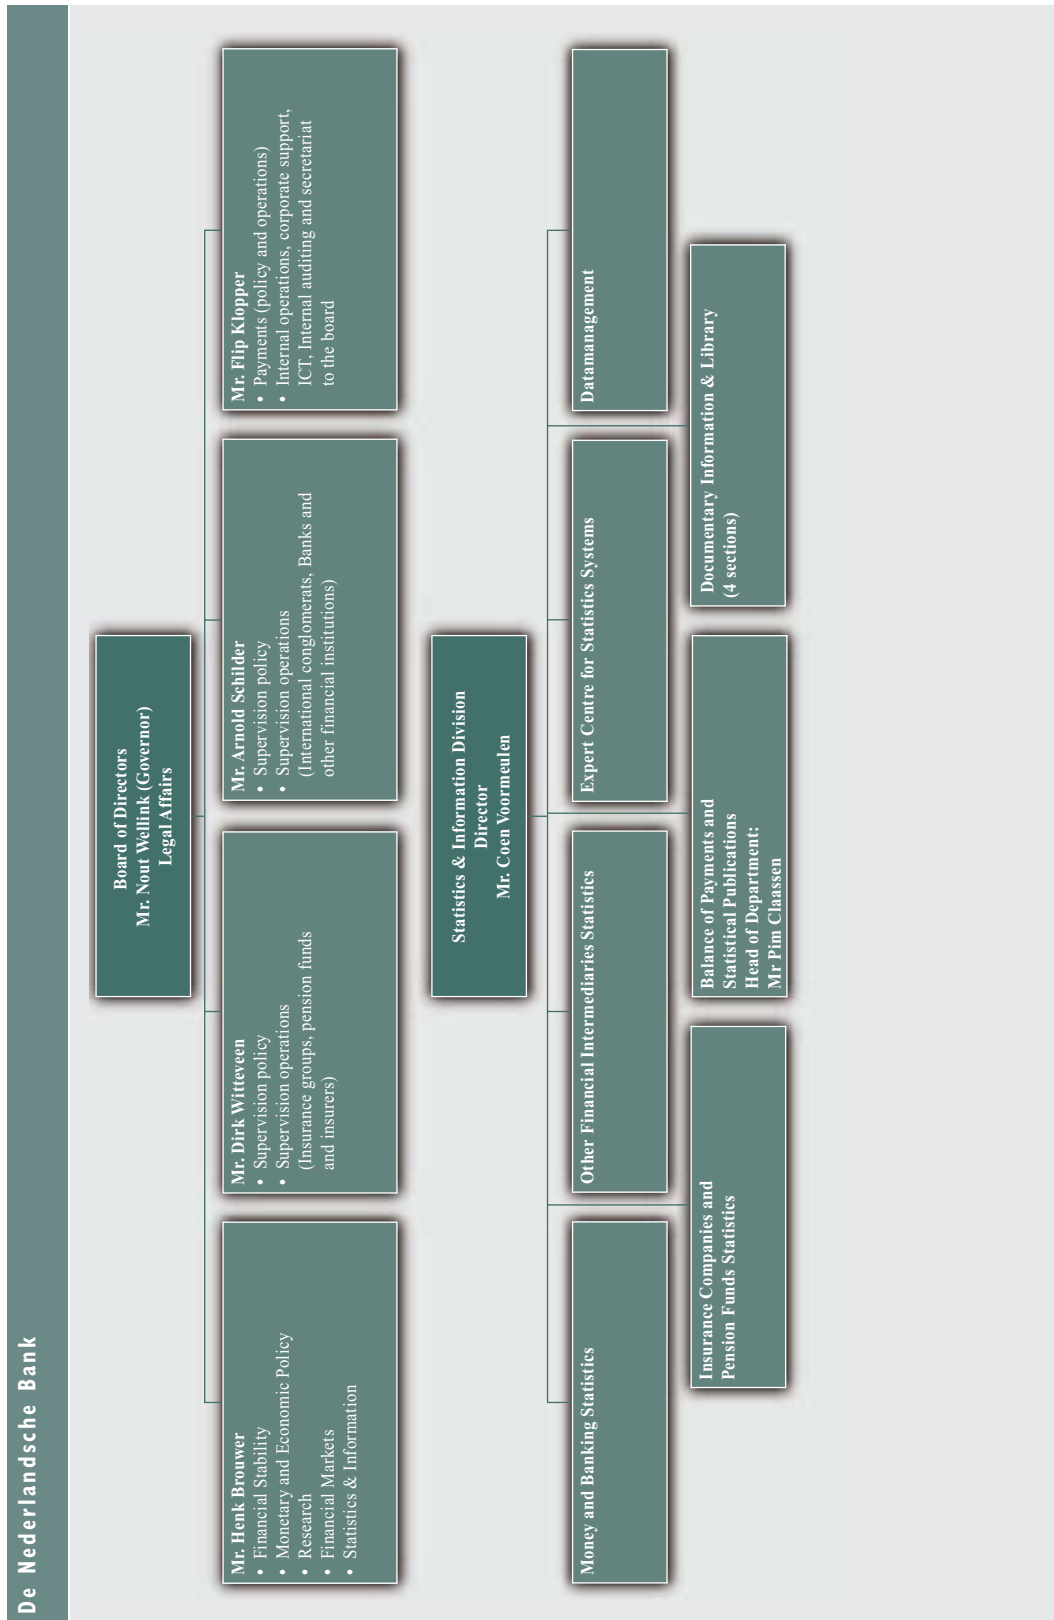 De Nederlandsche Bank
Board of Directors
Mr. Nout Wellink (Governor)
Legal Affairs
Mr. Henk Brouwer
• Financial Stability
• Monetary and Economic Policy
• Research
• Financial Markets
• Statistics & Information
Mr. Dirk Witteveen
• Supervision policy
• Supervision operations
(Insurance groups, pension funds
and insurers)
Mr. Arnold Schilder
• Supervision policy
• Supervision operations
(International conglomerats, Banks and
other financial institutions)
Mr. Flip Klopper
• Payments (policy and operations)
• Internal operations, corporate support,
ICT, Internal auditing and secretariat
to the board
Statistics & Information Division
Director
Mr. Coen Voormeulen
Money and Banking Statistics
Other Financial Intermediaries Statistics
Expert Centre for Statistics Systems
Datamanagement
Insurance Companies and
Pension Funds Statistics
Balance of Payments and
Statistical Publications
Head of Department:
Mr Pim Claassen
Documentary Information & Library
(4 sections)